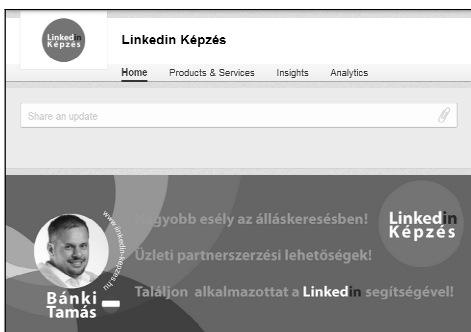 Linkedin
Képzés
Linkedin Képzés
Home Products & Services Insights Analytics
Share an update
www.linkedin-kepzes.hu
Nagyobb esély az álláskeresésben!
Linkedin
Képzés
Üzleti partnerszerzési lehetőségek!
Találjon alkalmazottat a Linkedin segítségével!
Bánki
Tamás